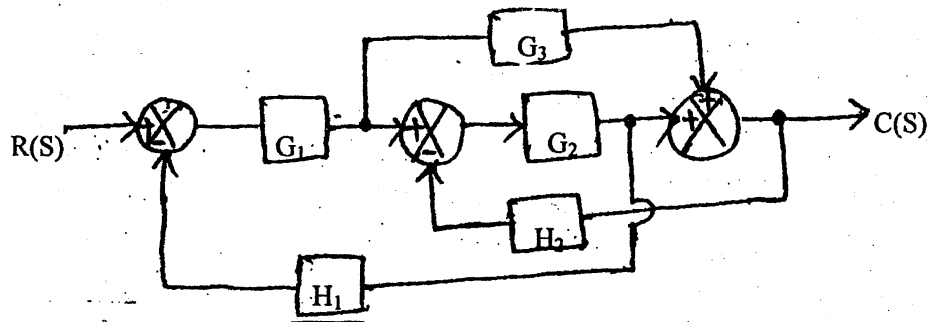 G₃
R(S) + - G₁ + - G₂ + + C(S)
H₂
H₁